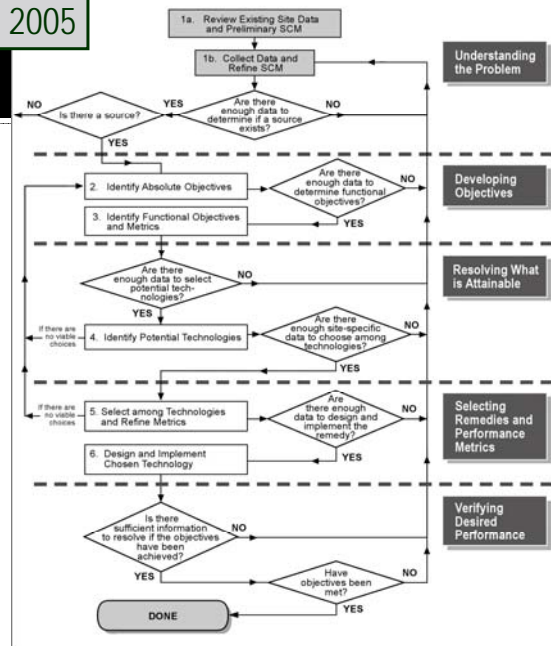 2005
1a. Review Existing Site Data
and Preliminary SCM
1b. Collect Data and
Refine SCM
Understanding
the Problem
NO
Is there a source?
YES
Are there
enough data to
determine if a source
exists?
NO
YES
2. Identify Absolute Objectives
Are there
enough data to
determine functional
objectives?
NO
YES
Developing
Objectives
3. Identify Functional Objectives
and Metrics
Are there
enough data to select
potential tech-
nologies?
NO
YES
Resolving What
is Attainable
If there are
no viable
choices
4. Identify Potential Technologies
Are there
enough site-specific
data to choose among
technologies?
NO
YES
If there are
no viable
choices
5. Select among Technologies
and Refine Metrics
Are
there enough
data to design and
implement the
remedy?
NO
YES
Selecting
Remedies and
Performance
Metrics
6. Design and Implement
Chosen Technology
Is there
sufficient information
to resolve if the objectives
have been
achieved?
NO
YES
Verifying
Desired
Performance
Have
objectives been
met?
NO
YES
DONE